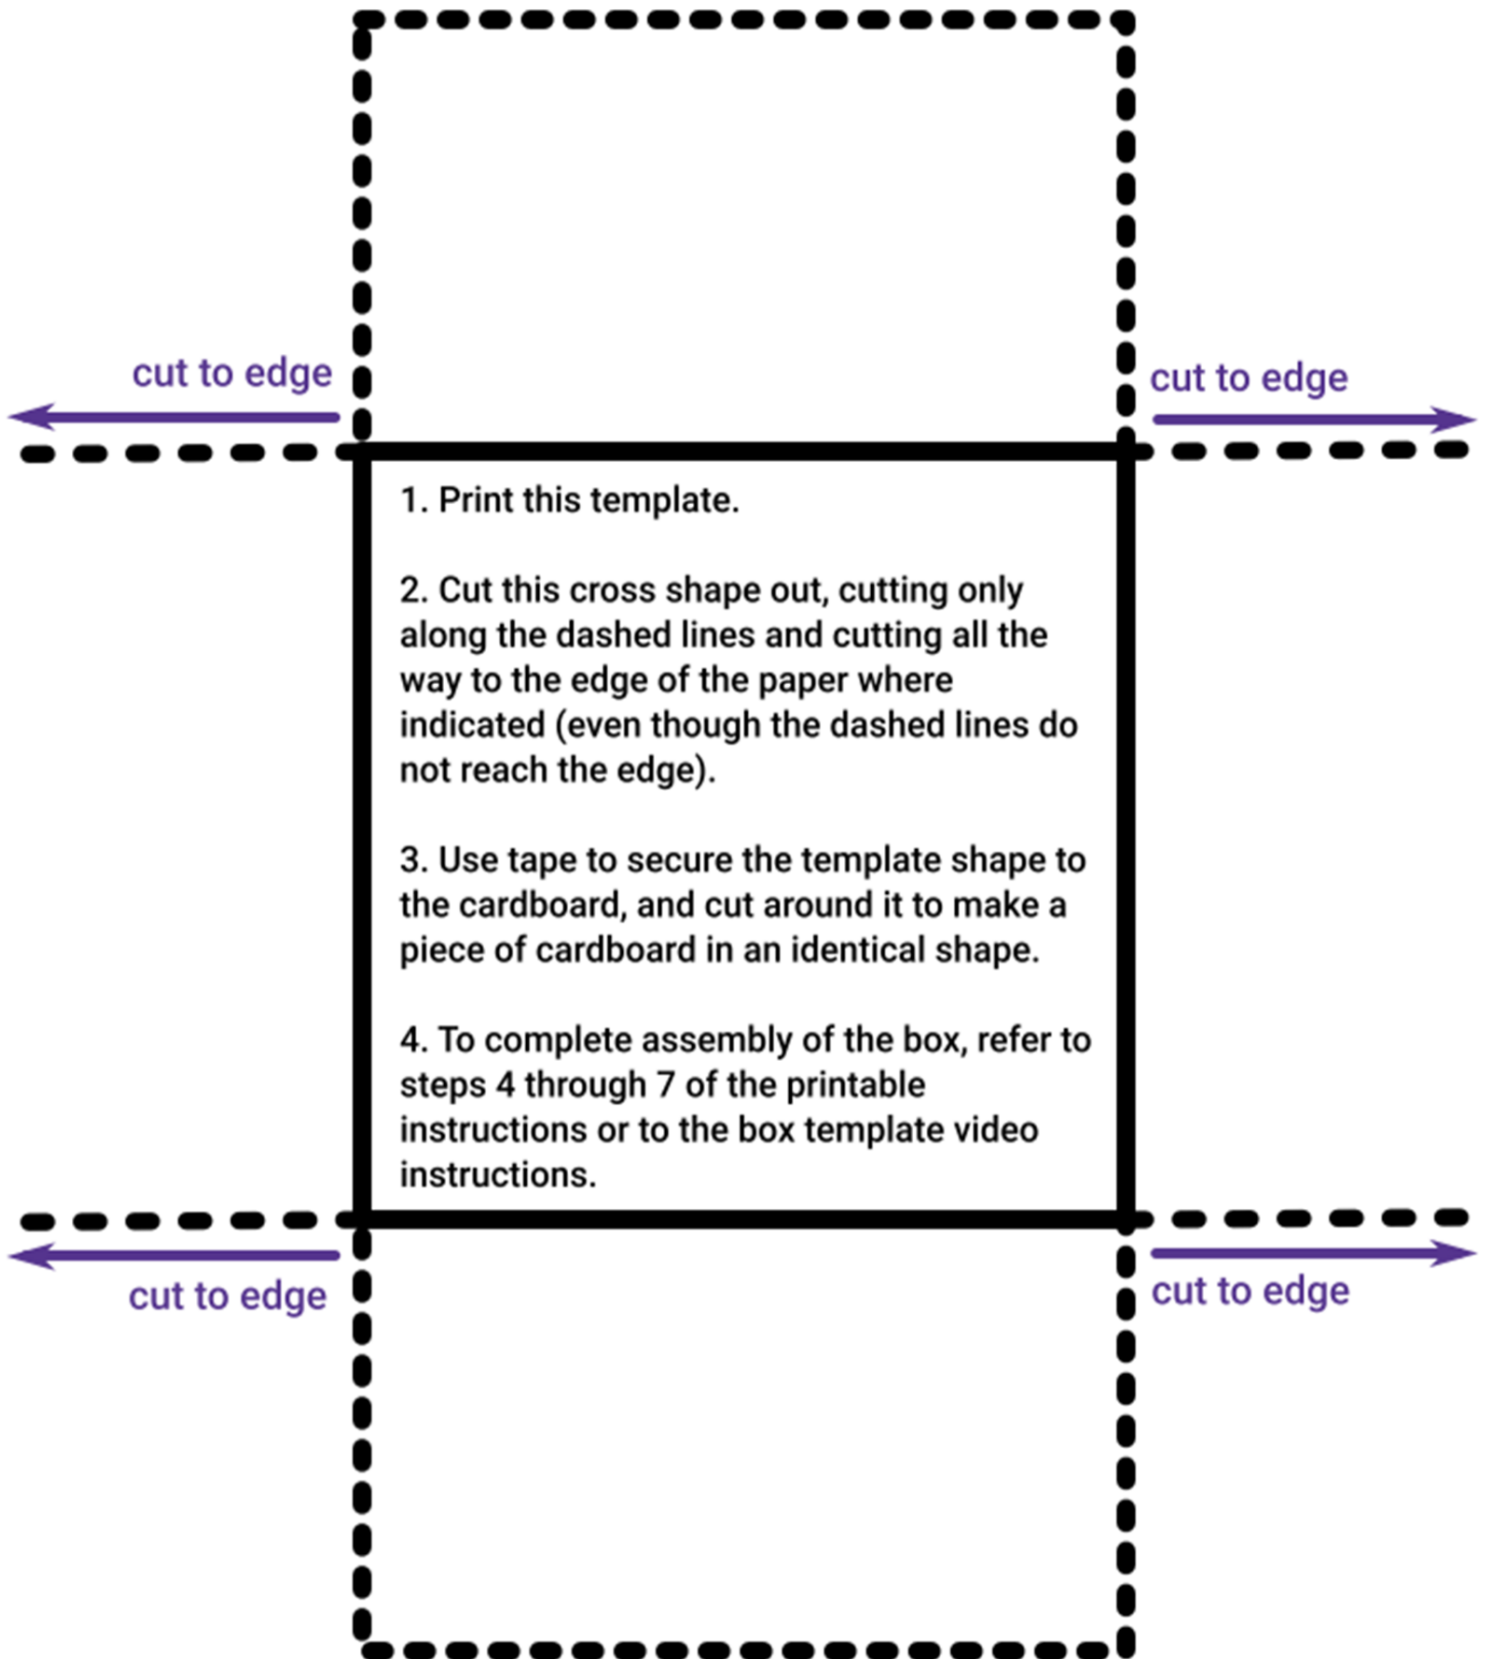 cut to edge
cut to edge
1. Print this template.
2. Cut this cross shape out, cutting only
along the dashed lines and cutting all the
way to the edge of the paper where
indicated (even though the dashed lines do
not reach the edge).
3. Use tape to secure the template shape to
the cardboard, and cut around it to make a
piece of cardboard in an identical shape.
4. To complete assembly of the box, refer to
steps 4 through 7 of the printable
instructions or to the box template video
instructions.
cut to edge
cut to edge